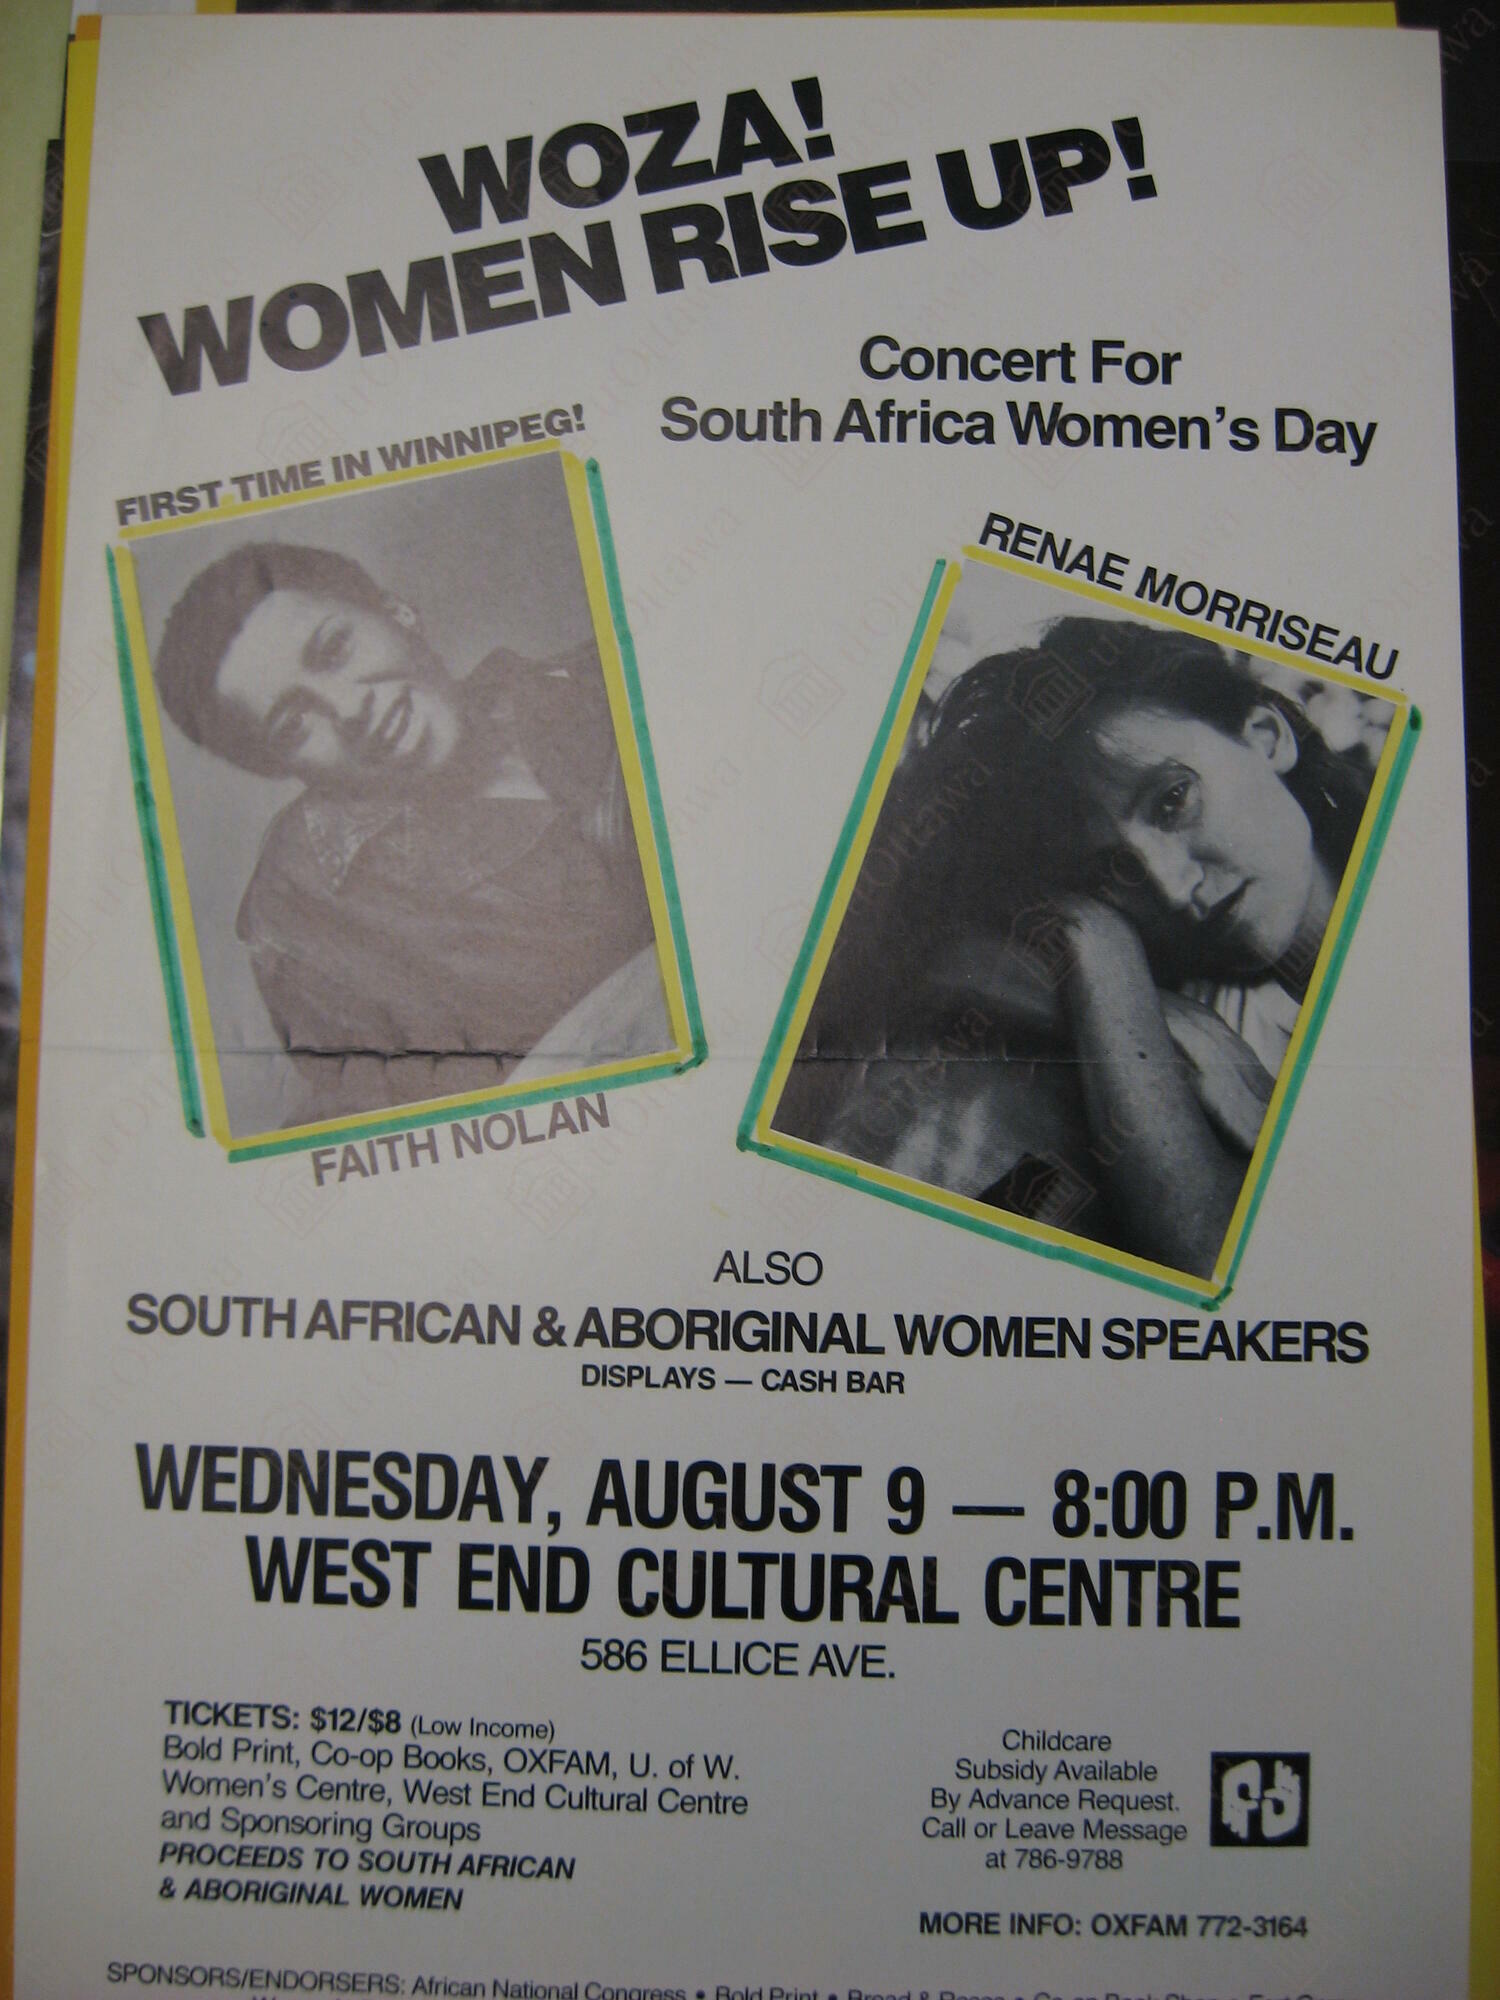 WOZA!
WOMEN RISE UP!
Concert For
South Africa Women's Day
FIRST TIME IN WINNIPEG!
RENAE MORRISEAU
FAITH NOLAN
ALSO
SOUTH AFRICAN & ABORIGINAL WOMEN SPEAKERS
DISPLAYS — CASH BAR
WEDNESDAY, AUGUST 9 — 8:00 P.M.
WEST END CULTURAL CENTRE
586 ELLICE AVE.
TICKETS: $12/$8 (Low Income)
Bold Print, Co-op Books, OXFAM, U. of W.
Women's Centre, West End Cultural Centre
and Sponsoring Groups
PROCEEDS TO SOUTH AFRICAN
& ABORIGINAL WOMEN
Childcare
Subsidy Available
By Advance Request.
Call or Leave Message
at 786-9788
MORE INFO: OXFAM 772-3164
SPONSORS/ENDORSERS: African National Congress • Bold Print •
uOttawa